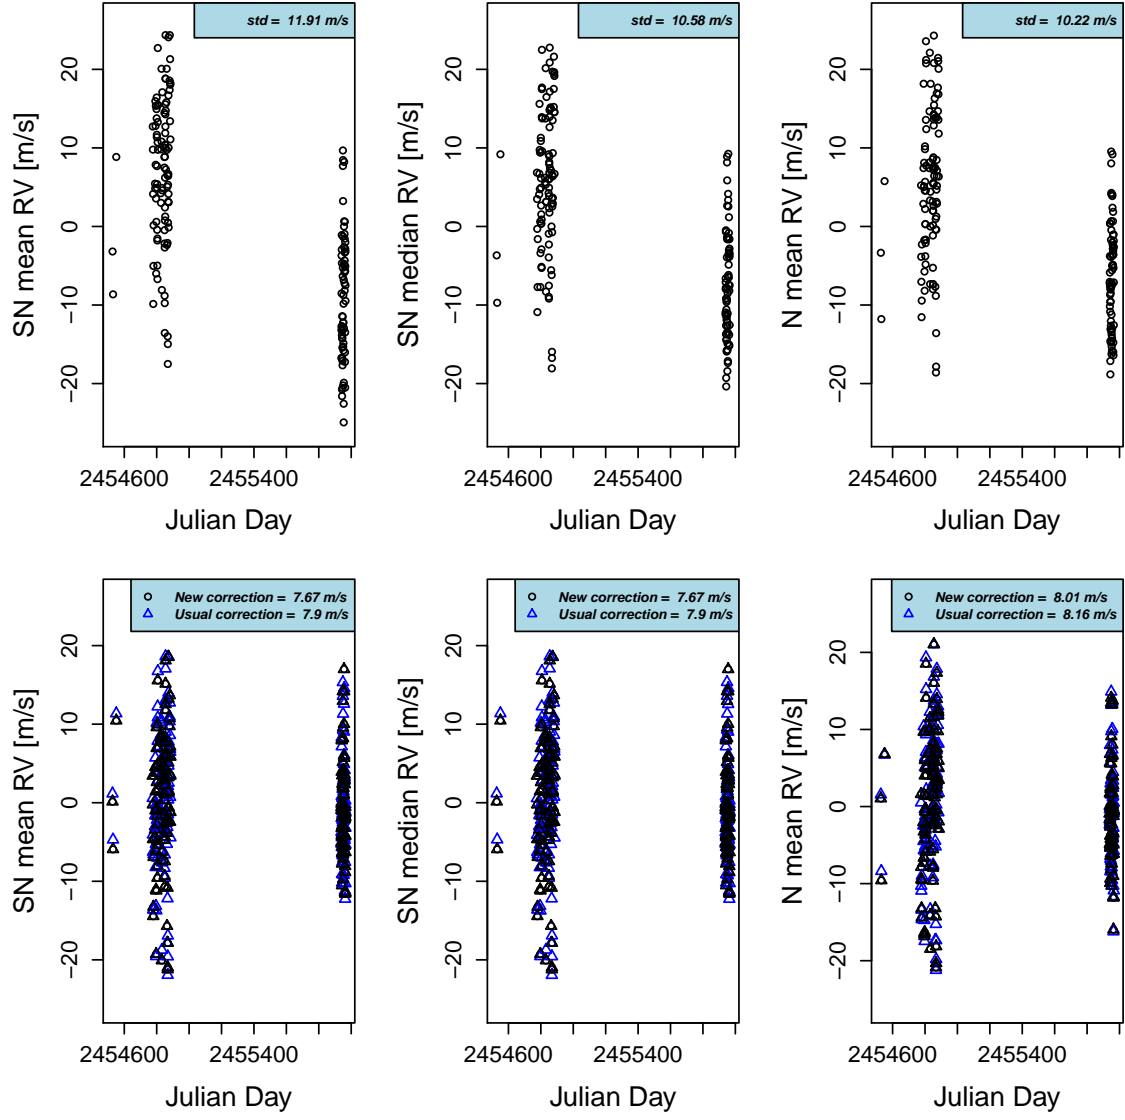 std = 11.91 m/s
SN mean RV [m/s]
20
10
0
−10
−20
2454600
2455400
Julian Day
std = 10.58 m/s
SN median RV [m/s]
20
10
0
−10
−20
2454600
2455400
Julian Day
std = 10.22 m/s
N mean RV [m/s]
20
10
0
−10
−20
2454600
2455400
Julian Day
New correction = 7.67 m/s
Usual correction = 7.9 m/s
SN mean RV [m/s]
20
10
0
−10
−20
2454600
2455400
Julian Day
New correction = 7.67 m/s
Usual correction = 7.9 m/s
SN median RV [m/s]
20
10
0
−10
−20
2454600
2455400
Julian Day
New correction = 8.01 m/s
Usual correction = 8.16 m/s
N mean RV [m/s]
20
10
0
−10
−20
2454600
2455400
Julian Day